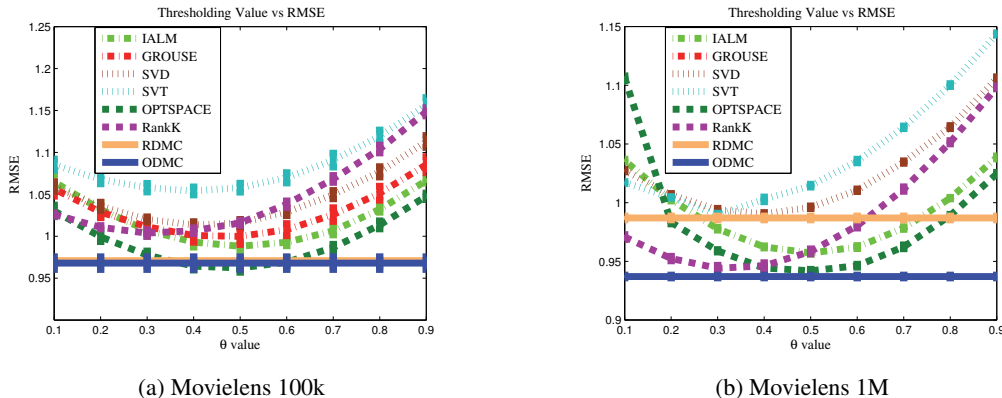 Thresholding Value vs RMSE
1.25
1.2
1.15
1.1
1.05
1
0.95
RMSE
IALM
GROUSE
SVD
SVT
OPTSPACE
RankK
RDMC
ODMC
0.1 0.2 0.3 0.4 0.5 0.6 0.7 0.8 0.9
θ value
(a) Movielens 100k
Thresholding Value vs RMSE
1.15
1.1
1.05
1
0.95
0.9
RMSE
IALM
GROUSE
SVD
SVT
OPTSPACE
RankK
RDMC
ODMC
0.1 0.2 0.3 0.4 0.5 0.6 0.7 0.8 0.9
θ value
(b) Movielens 1M